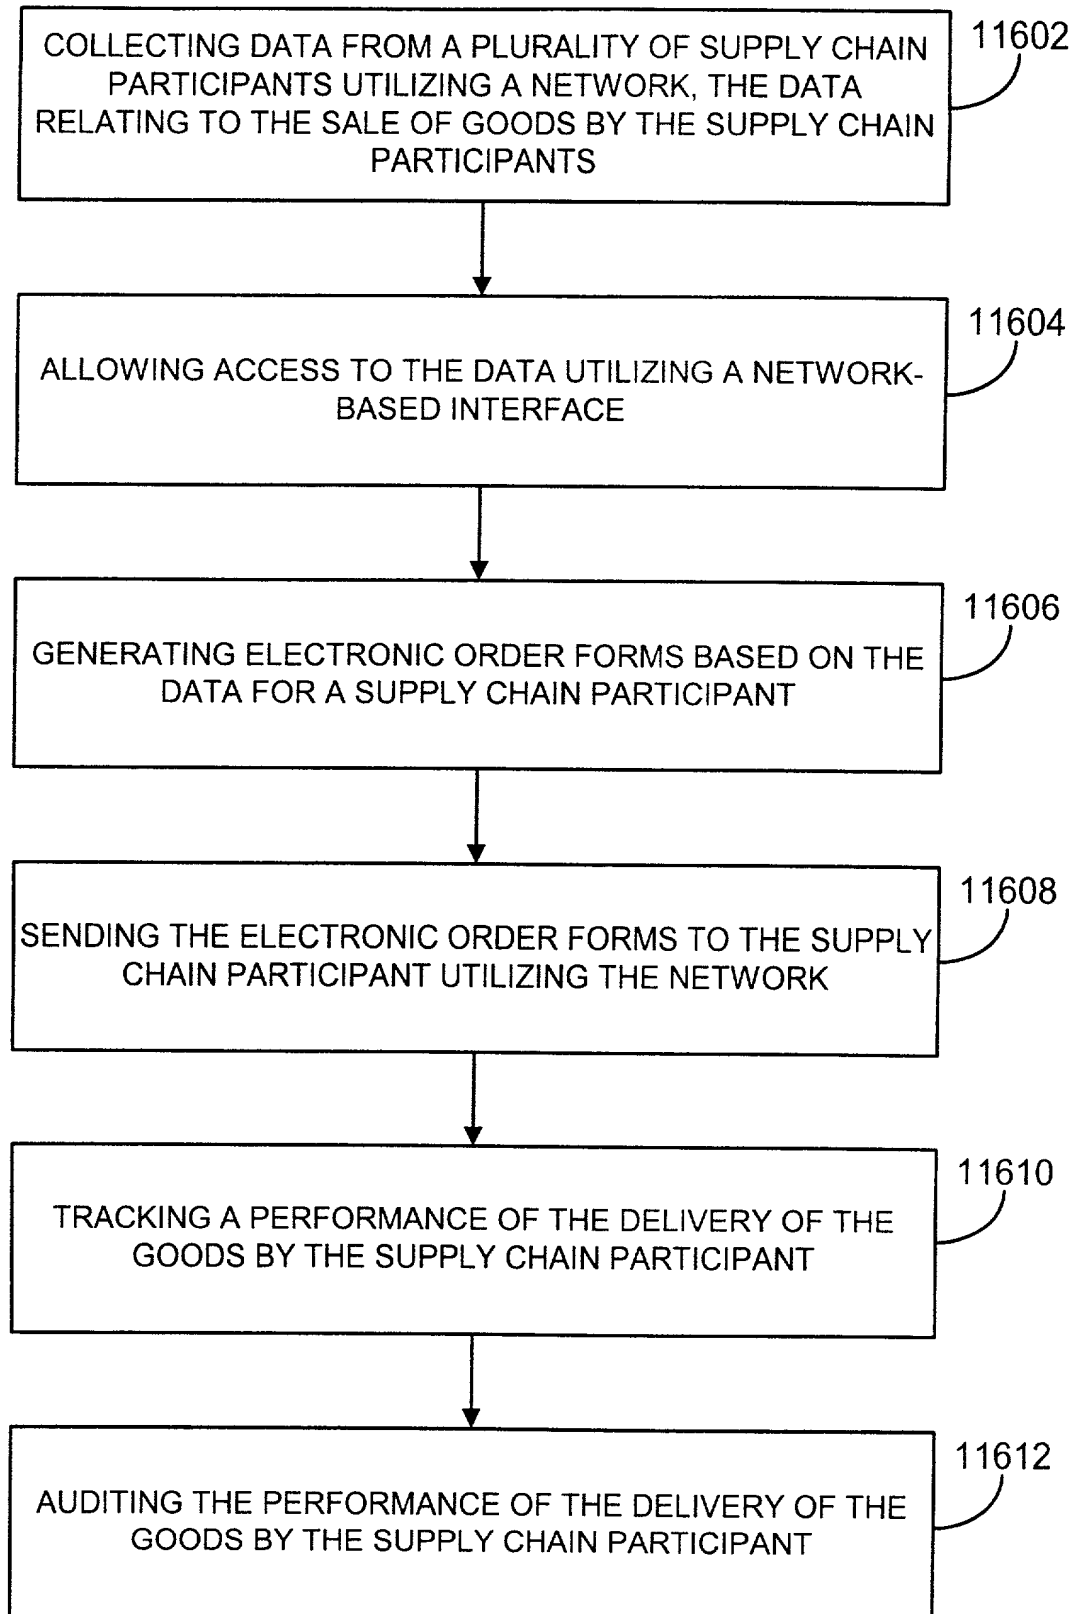 COLLECTING DATA FROM A PLURALITY OF SUPPLY CHAIN
PARTICIPANTS UTILIZING A NETWORK, THE DATA
RELATING TO THE SALE OF GOODS BY THE SUPPLY CHAIN
PARTICIPANTS
11602
ALLOWING ACCESS TO THE DATA UTILIZING A NETWORK-
BASED INTERFACE
11604
GENERATING ELECTRONIC ORDER FORMS BASED ON THE
DATA FOR A SUPPLY CHAIN PARTICIPANT
11606
SENDING THE ELECTRONIC ORDER FORMS TO THE SUPPLY
CHAIN PARTICIPANT UTILIZING THE NETWORK
11608
TRACKING A PERFORMANCE OF THE DELIVERY OF THE
GOODS BY THE SUPPLY CHAIN PARTICIPANT
11610
AUDITING THE PERFORMANCE OF THE DELIVERY OF THE
GOODS BY THE SUPPLY CHAIN PARTICIPANT
11612